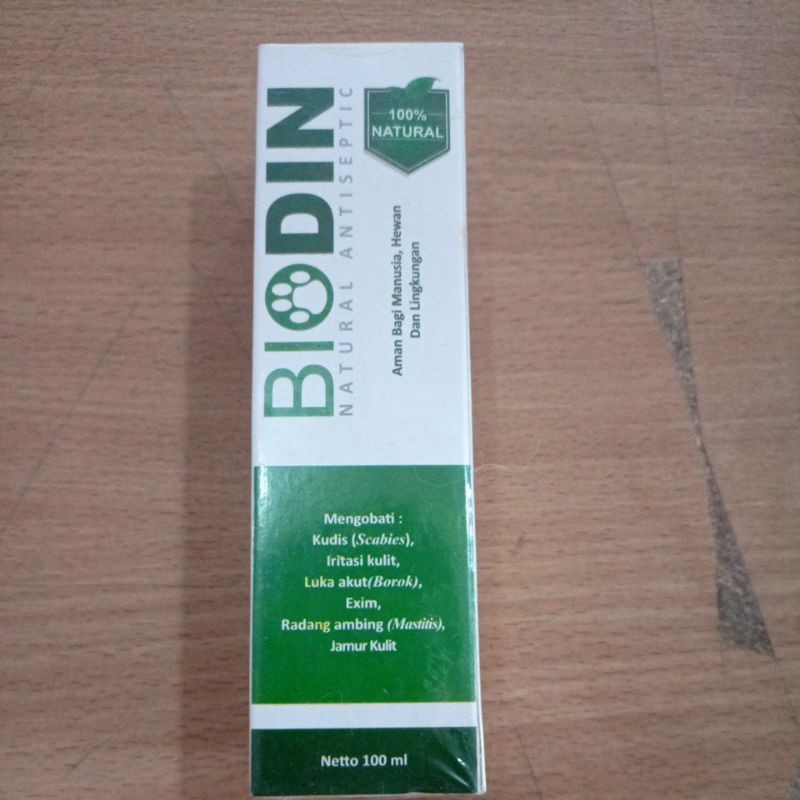 BIODIN
NATURAL ANTISEPTIC
100%
NATURAL
Aman Bagi Manusia, Hewan
Dan Lingkungan
Mengobati :
Kudis (Scabies),
Iritasi kulit,
Luka akut(Borok),
Exim,
Radang ambing (Mastitis),
Jamur Kulit
Netto 100 ml